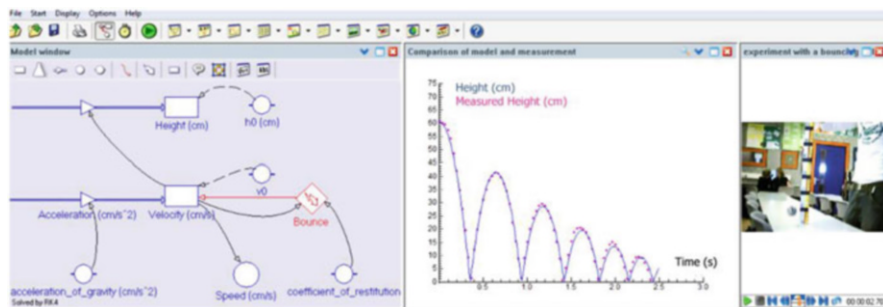 File Start Display Options Help
Model window
Height (cm)
h0 (cm)
v0
Acceleration (cm/s^2)
Velocity (cm/s)
Bounce
acceleration_of_gravity (cm/s^2)
Speed (cm/s)
coefficient_of_restitution
Solved by RK4
Comparison of model and measurement
Height (cm)
Measured Height (cm)
75
70
65
60
55
50
45
40
35
30
25
20
15
10
5
0
0.5
1.0
1.5
2.0
2.5
3.0
Time (s)
experiment with a bouncing